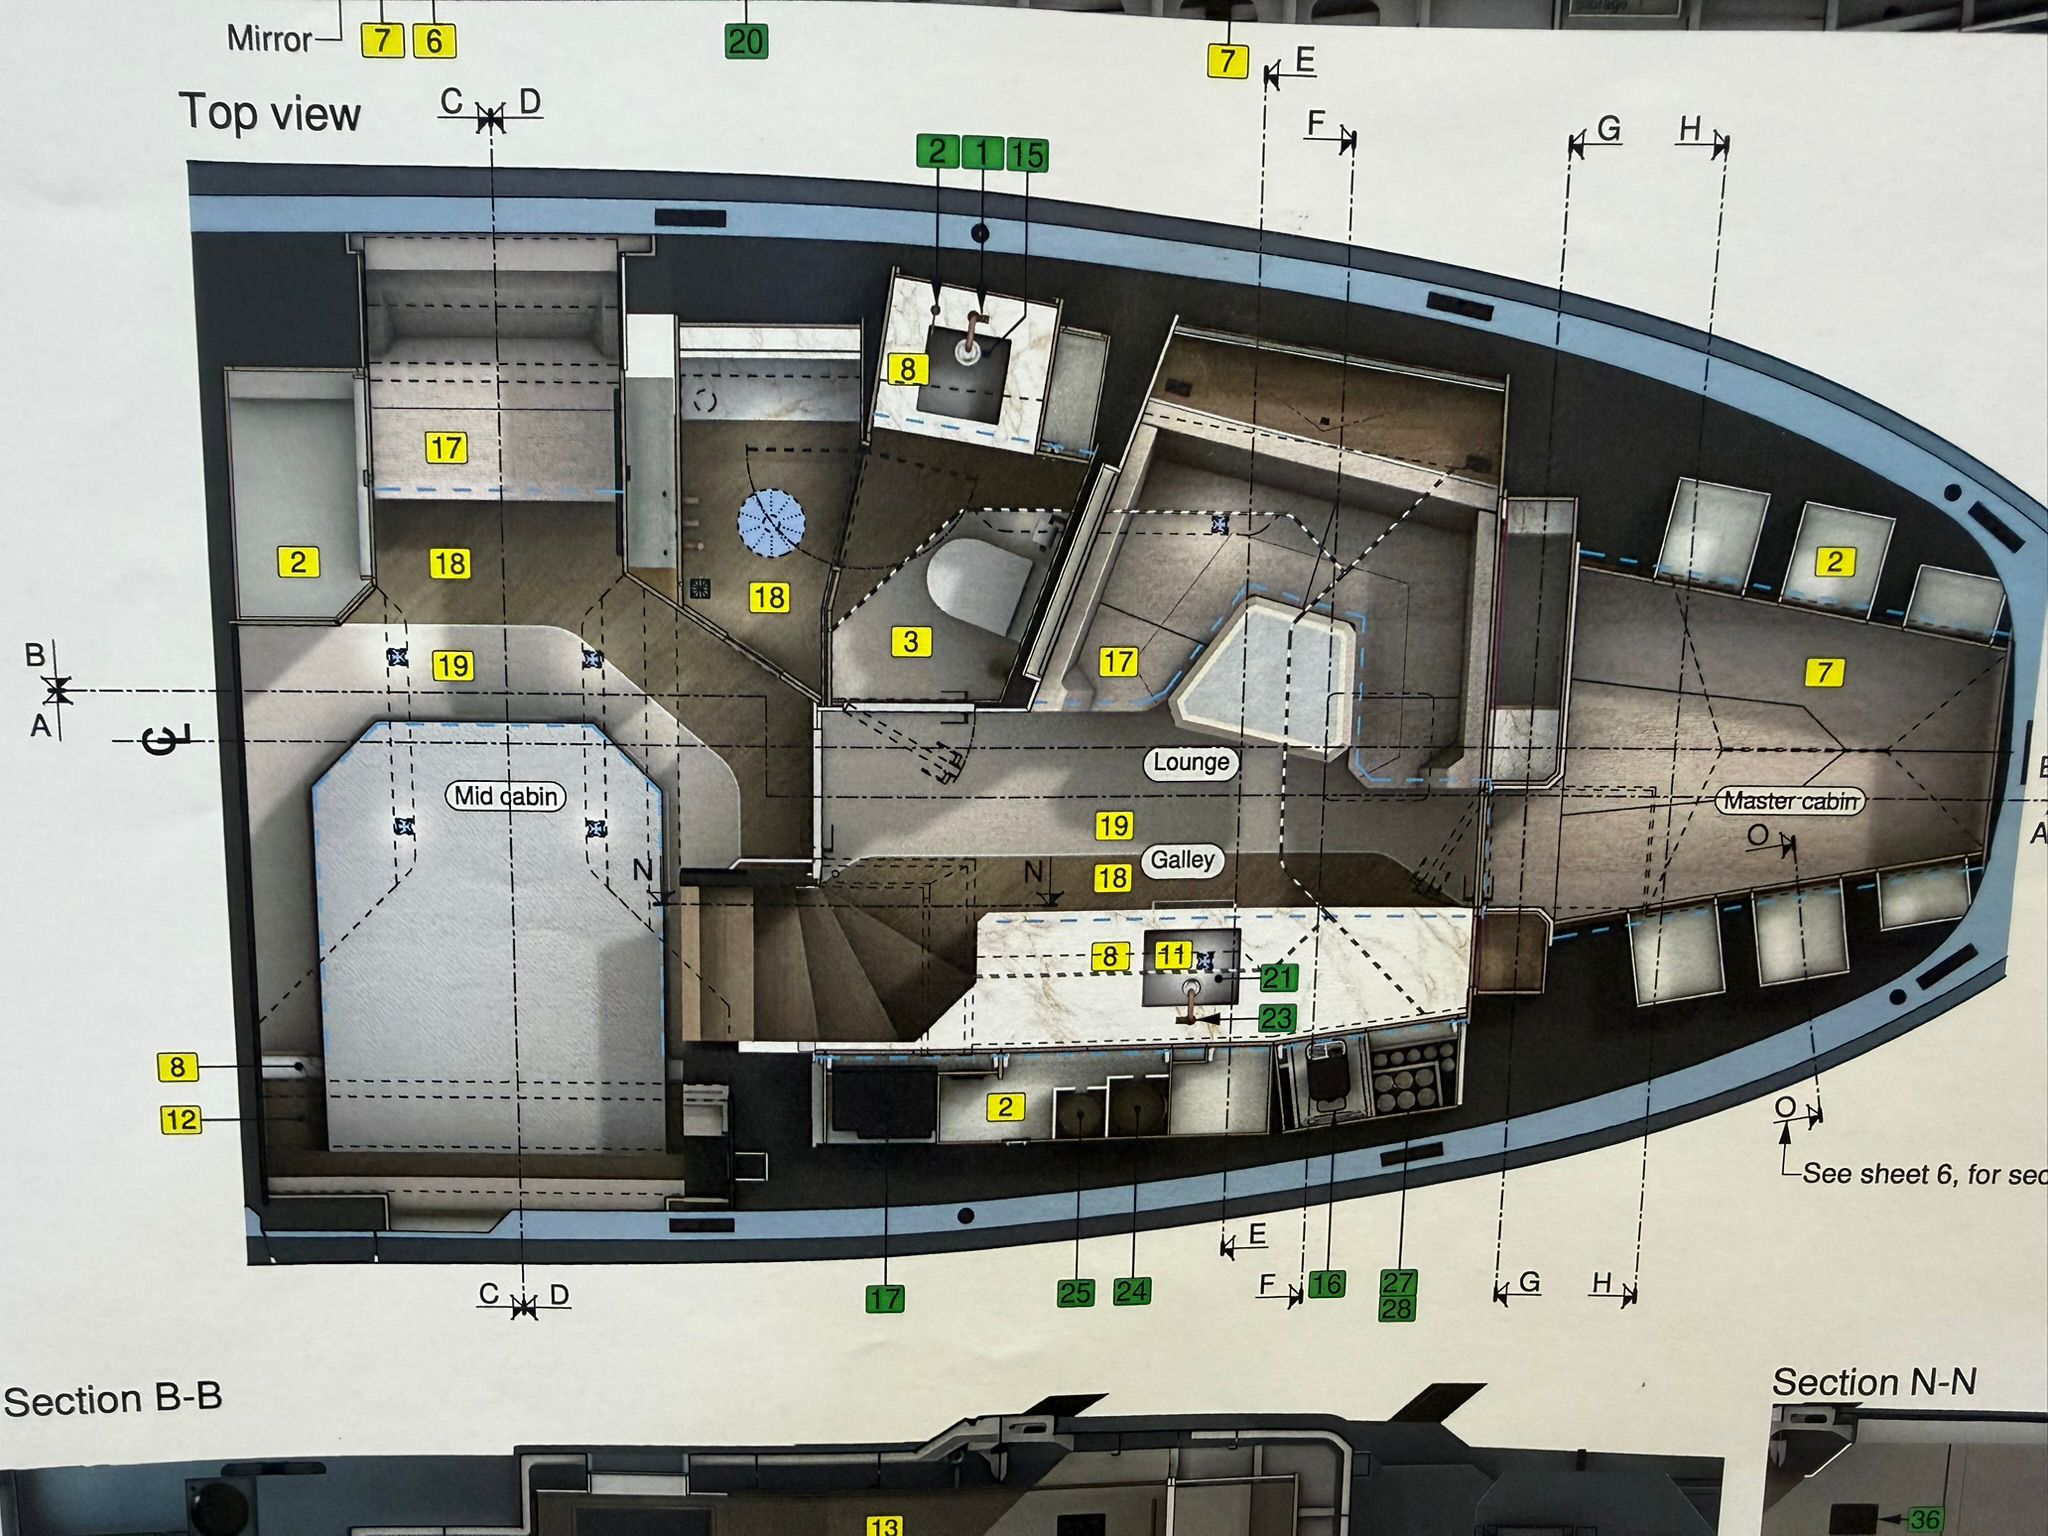 Storage
Mirror
7
6
20
7
E
Top view
C
D
F
G
H
2
1
15
8
17
2
18
18
3
17
2
7
19
B
A
CL
Mid cabin
Lounge
Master cabin
19
Galley
18
N
N
O
8
11
21
23
8
12
2
O
See sheet 6, for sec
E
C
D
17
25
24
F
16
27
28
G
H
Section B-B
Section N-N
13
36